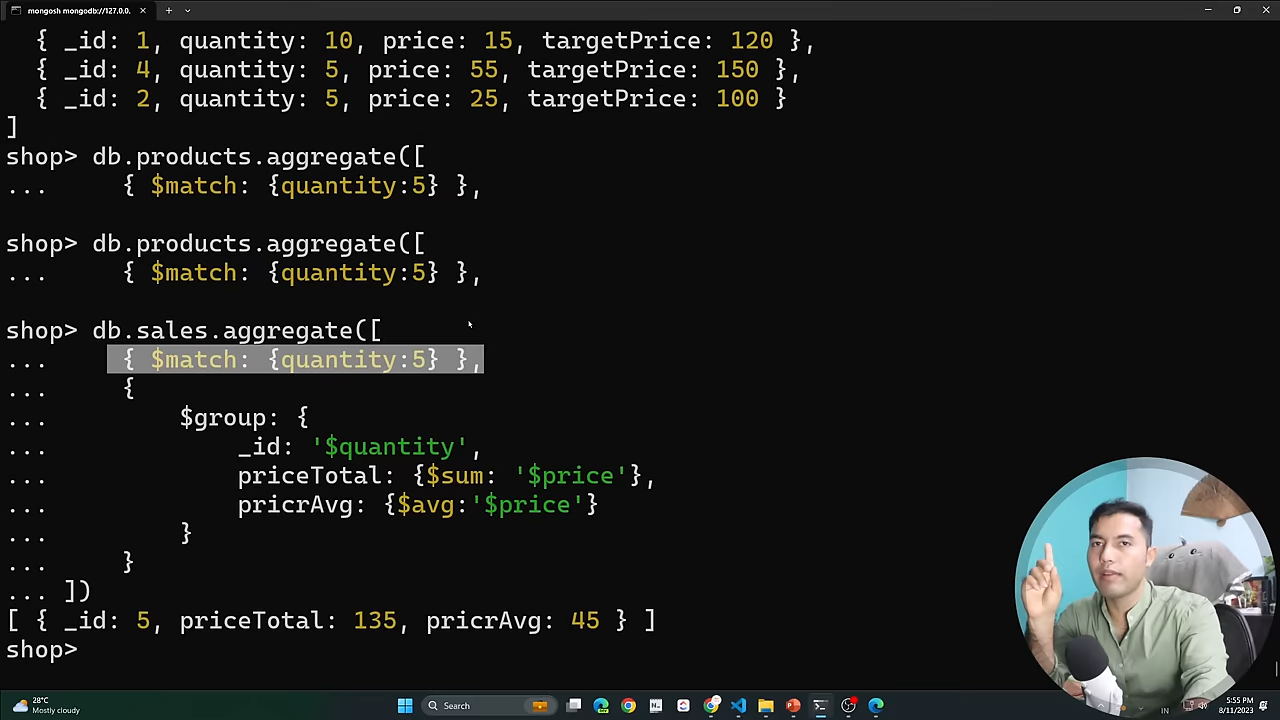 mongosh mongodb://127.0.0.
{ _id: 1, quantity: 10, price: 15, targetPrice: 120 },
{ _id: 4, quantity: 5, price: 55, targetPrice: 150 },
{ _id: 2, quantity: 5, price: 25, targetPrice: 100 }
]
shop> db.products.aggregate([
...     { $match: {quantity:5} },
shop> db.products.aggregate([
...     { $match: {quantity:5} },
shop> db.sales.aggregate([
...     { $match: {quantity:5} },
...     {
...         $group: {
...             _id: '$quantity',
...             priceTotal: {$sum: '$price'},
...             pricrAvg: {$avg:'$price'}
...         }
...     }
... ])
[ { _id: 5, priceTotal: 135, pricrAvg: 45 } ]
shop>
28°C
Mostly cloudy
Search
IN
5:55 PM
8/11/2023